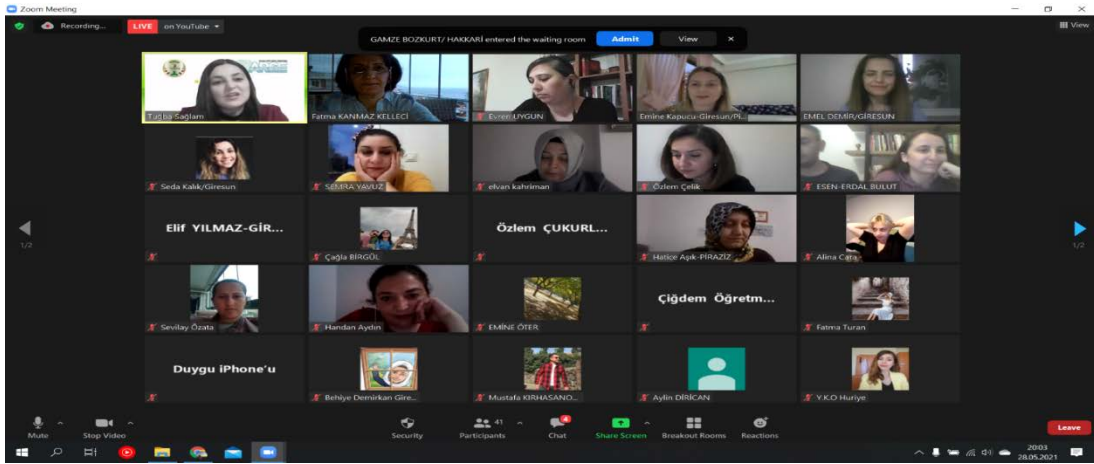 Zoom Meeting
Recording...
LIVE on YouTube
View
GAMZE BOZKURT/ HAKKARİ entered the waiting room
Admit
View
Tuğba Sağlam
Fatma KANMAZ KELLECİ
Evren UYGUN
Emine Kapucu-Giresun/Pi...
EMEL DEMİR/GİRESUN
Seda Kalık/Giresun
SEMRA YAVUZ
elvan kahriman
Özlem Çelik
ESEN-ERDAL BULUT
Elif YILMAZ-GİR...
Çağla BİRGÜL
Özlem ÇUKURL...
Hatice Aşık-PİRAZİZ
Alina Cața
Sevilay Özata
Handan Aydın
EMİNE ÖTER
Çiğdem Öğretm...
Fatma Turan
Duygu iPhone'u
Behiye Demirkan Gire...
Mustafa KIRHASANO...
Aylin DİRİCAN
Y.K.O Huriye
1/2
1/2
Mute
Stop Video
Security
Participants
41
Chat
4
Share Screen
Breakout Rooms
Reactions
Leave
20:03
28.05.2021